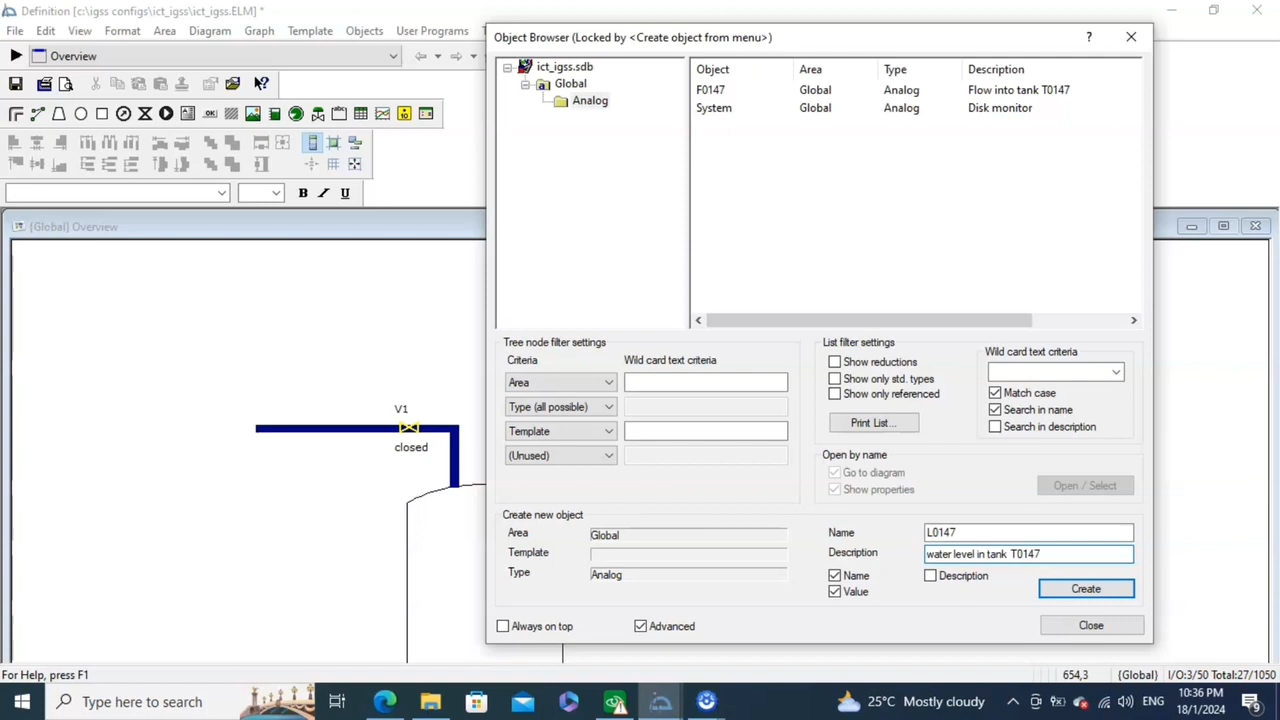 Definition [c:\igss configs\ict_igss\ict_igss.ELM] *
File Edit View Format Area Diagram Graph Template Objects User Programs
Overview
B I U
[Global] Overview
V1
closed
Object Browser (Locked by <Create object from menu>)
ict_igss.sdb
Global
Analog
Object Area Type Description
F0147 Global Analog Flow into tank T0147
System Global Analog Disk monitor
Tree node filter settings
Criteria Wild card text criteria
Area
Type (all possible)
Template
(Unused)
List filter settings
Show reductions
Show only std. types
Show only referenced
Print List...
Wild card text criteria
Match case
Search in name
Search in description
Open by name
Go to diagram
Show properties
Open / Select
Create new object
Area Global
Template
Type Analog
Name L0147
Description water level in tank T0147
Name Description
Value
Create
Always on top Advanced
Close
For Help, press F1
654,3 (Global) I/O:3/50 Total:27/1050
Type here to search
25°C Mostly cloudy
ENG
10:36 PM
18/1/2024